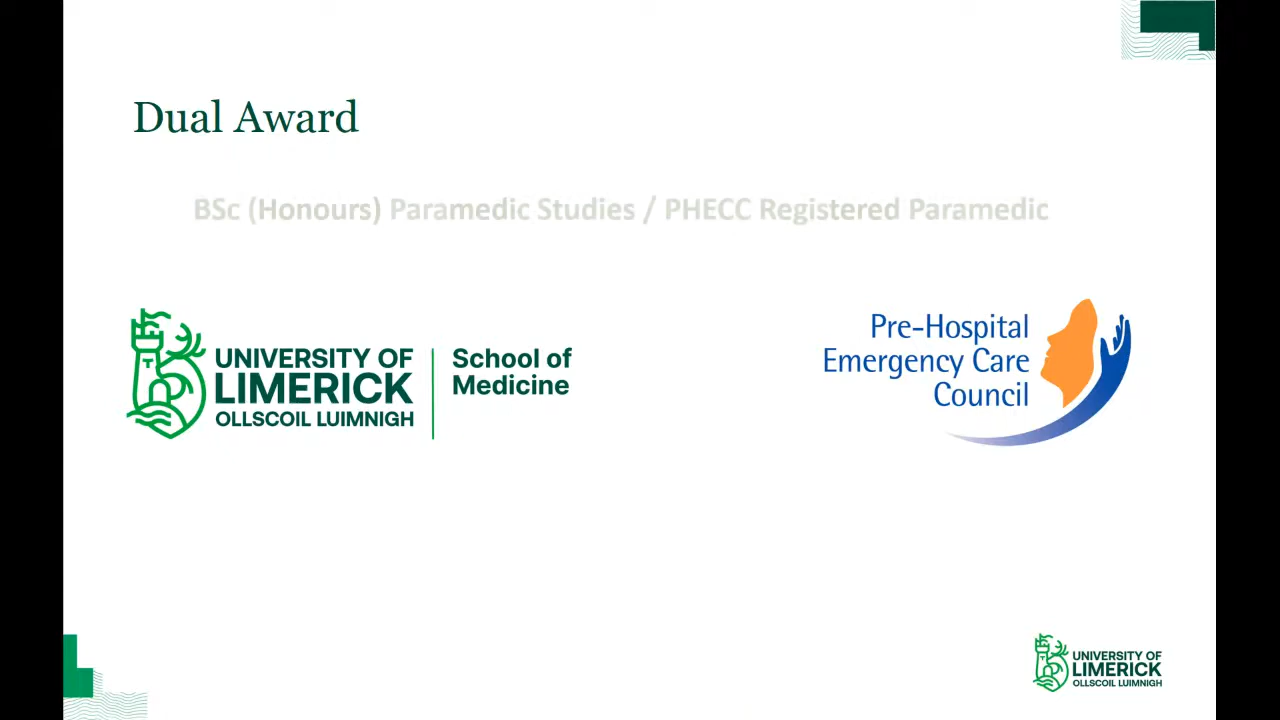 Dual Award
BSc (Honours) Paramedic Studies / PHECC Registered Paramedic
UNIVERSITY OF
LIMERICK
OLLSCOIL LUIMNIGH
School of
Medicine
Pre-Hospital
Emergency Care
Council
UNIVERSITY OF
LIMERICK
OLLSCOIL LUIMNIGH